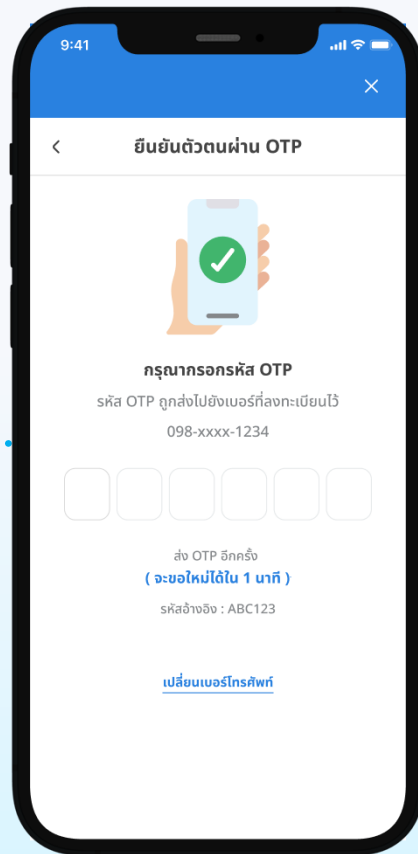 9:41
ยืนยันตัวตนผ่าน OTP
กรุณากรอกรหัส OTP
รหัส OTP ถูกส่งไปยังเบอร์ที่ลงทะเบียนไว้
098-xxxx-1234
ส่ง OTP อีกครั้ง
( จะขอใหม่ได้ใน 1 นาที )
รหัสอ้างอิง : ABC123
เปลี่ยนเบอร์โทรศัพท์